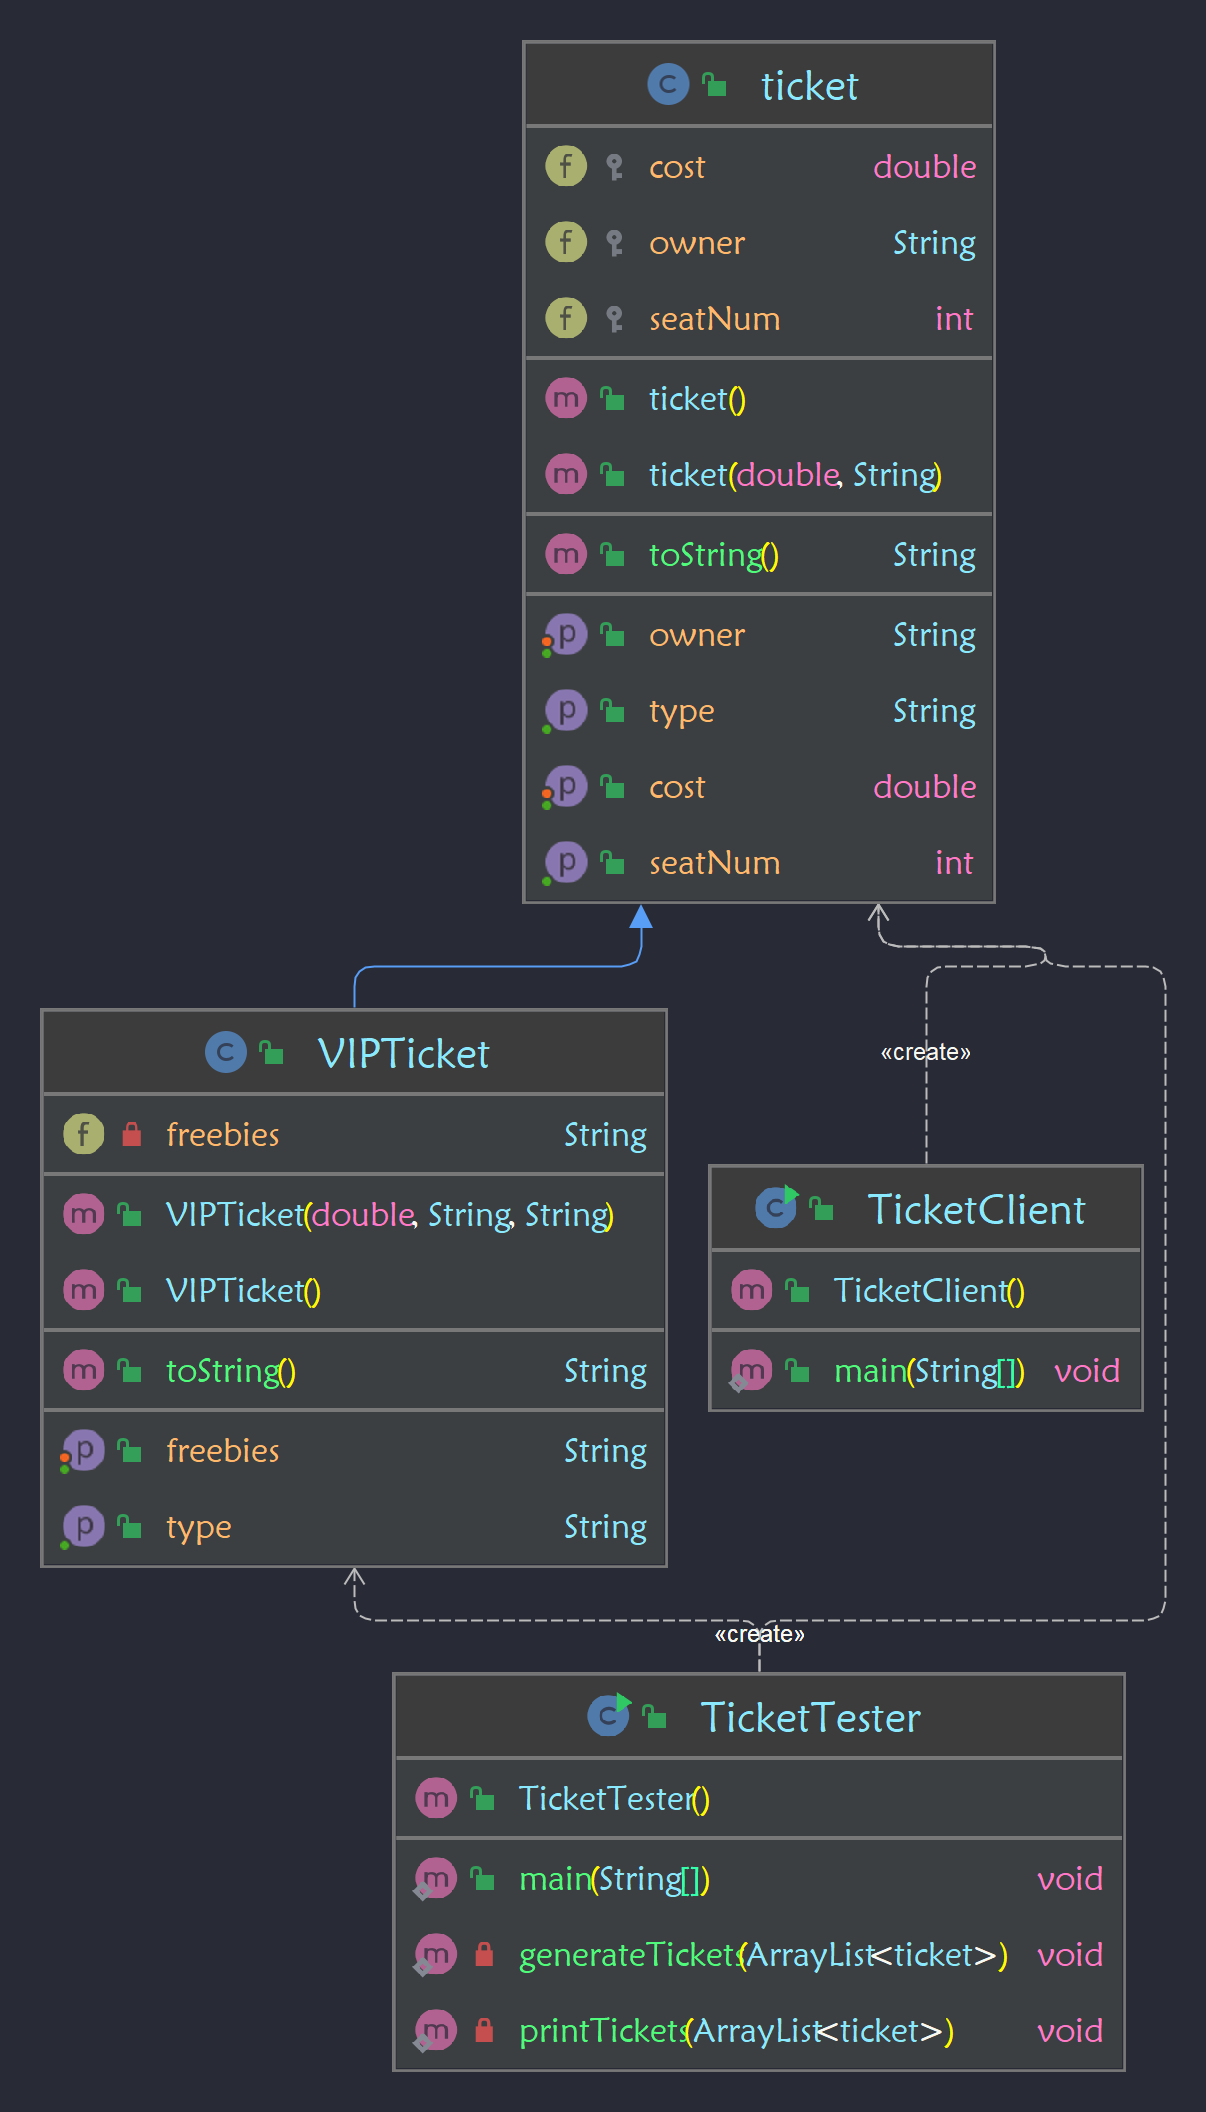 ticket
cost double
owner String
seatNum int
ticket()
ticket(double, String)
toString() String
owner String
type String
cost double
seatNum int
VIPTicket
freebies String
VIPTicket(double, String, String)
VIPTicket()
toString() String
freebies String
type String
«create»
TicketClient
TicketClient()
main(String[]) void
«create»
TicketTester
TicketTester()
main(String[]) void
generateTickets(ArrayList<ticket>) void
printTickets(ArrayList<ticket>) void